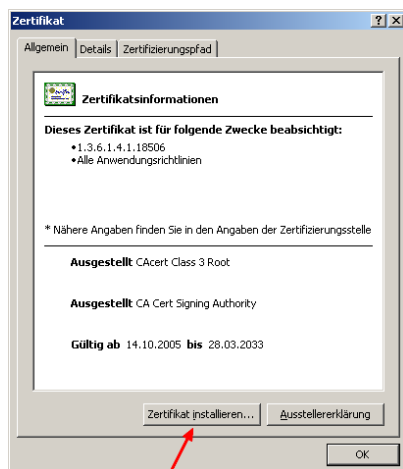 Zertifikat
Allgemein Details Zertifizierungspfad
Zertifikatsinformationen
Dieses Zertifikat ist für folgende Zwecke beabsichtigt:
•1.3.6.1.4.1.18506
•Alle Anwendungsrichtlinien
* Nähere Angaben finden Sie in den Angaben der Zertifizierungsstelle
Ausgestellt CAcert Class 3 Root
Ausgestellt CA Cert Signing Authority
Gültig ab 14.10.2005 bis 28.03.2033
Zertifikat installieren... Ausstellererklärung
OK